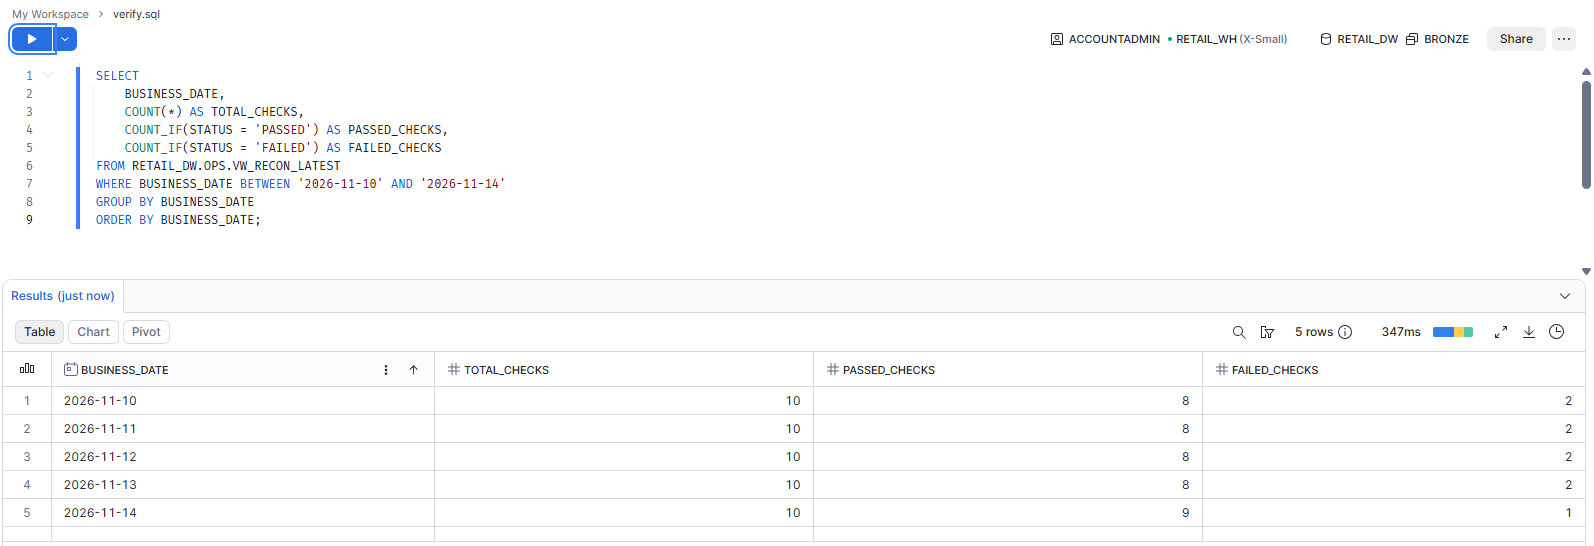 My Workspace > verify.sql
ACCOUNTADMIN RETAIL_WH (X-Small) RETAIL_DW BRONZE Share ...
1 SELECT
2 BUSINESS_DATE,
3 COUNT(*) AS TOTAL_CHECKS,
4 COUNT_IF(STATUS = 'PASSED') AS PASSED_CHECKS,
5 COUNT_IF(STATUS = 'FAILED') AS FAILED_CHECKS
6 FROM RETAIL_DW.OPS.VW_RECON_LATEST
7 WHERE BUSINESS_DATE BETWEEN '2026-11-10' AND '2026-11-14'
8 GROUP BY BUSINESS_DATE
9 ORDER BY BUSINESS_DATE;
Results (just now)
Table Chart Pivot 5 rows 347ms
BUSINESS_DATE TOTAL_CHECKS PASSED_CHECKS FAILED_CHECKS
1 2026-11-10 10 8 2
2 2026-11-11 10 8 2
3 2026-11-12 10 8 2
4 2026-11-13 10 8 2
5 2026-11-14 10 9 1